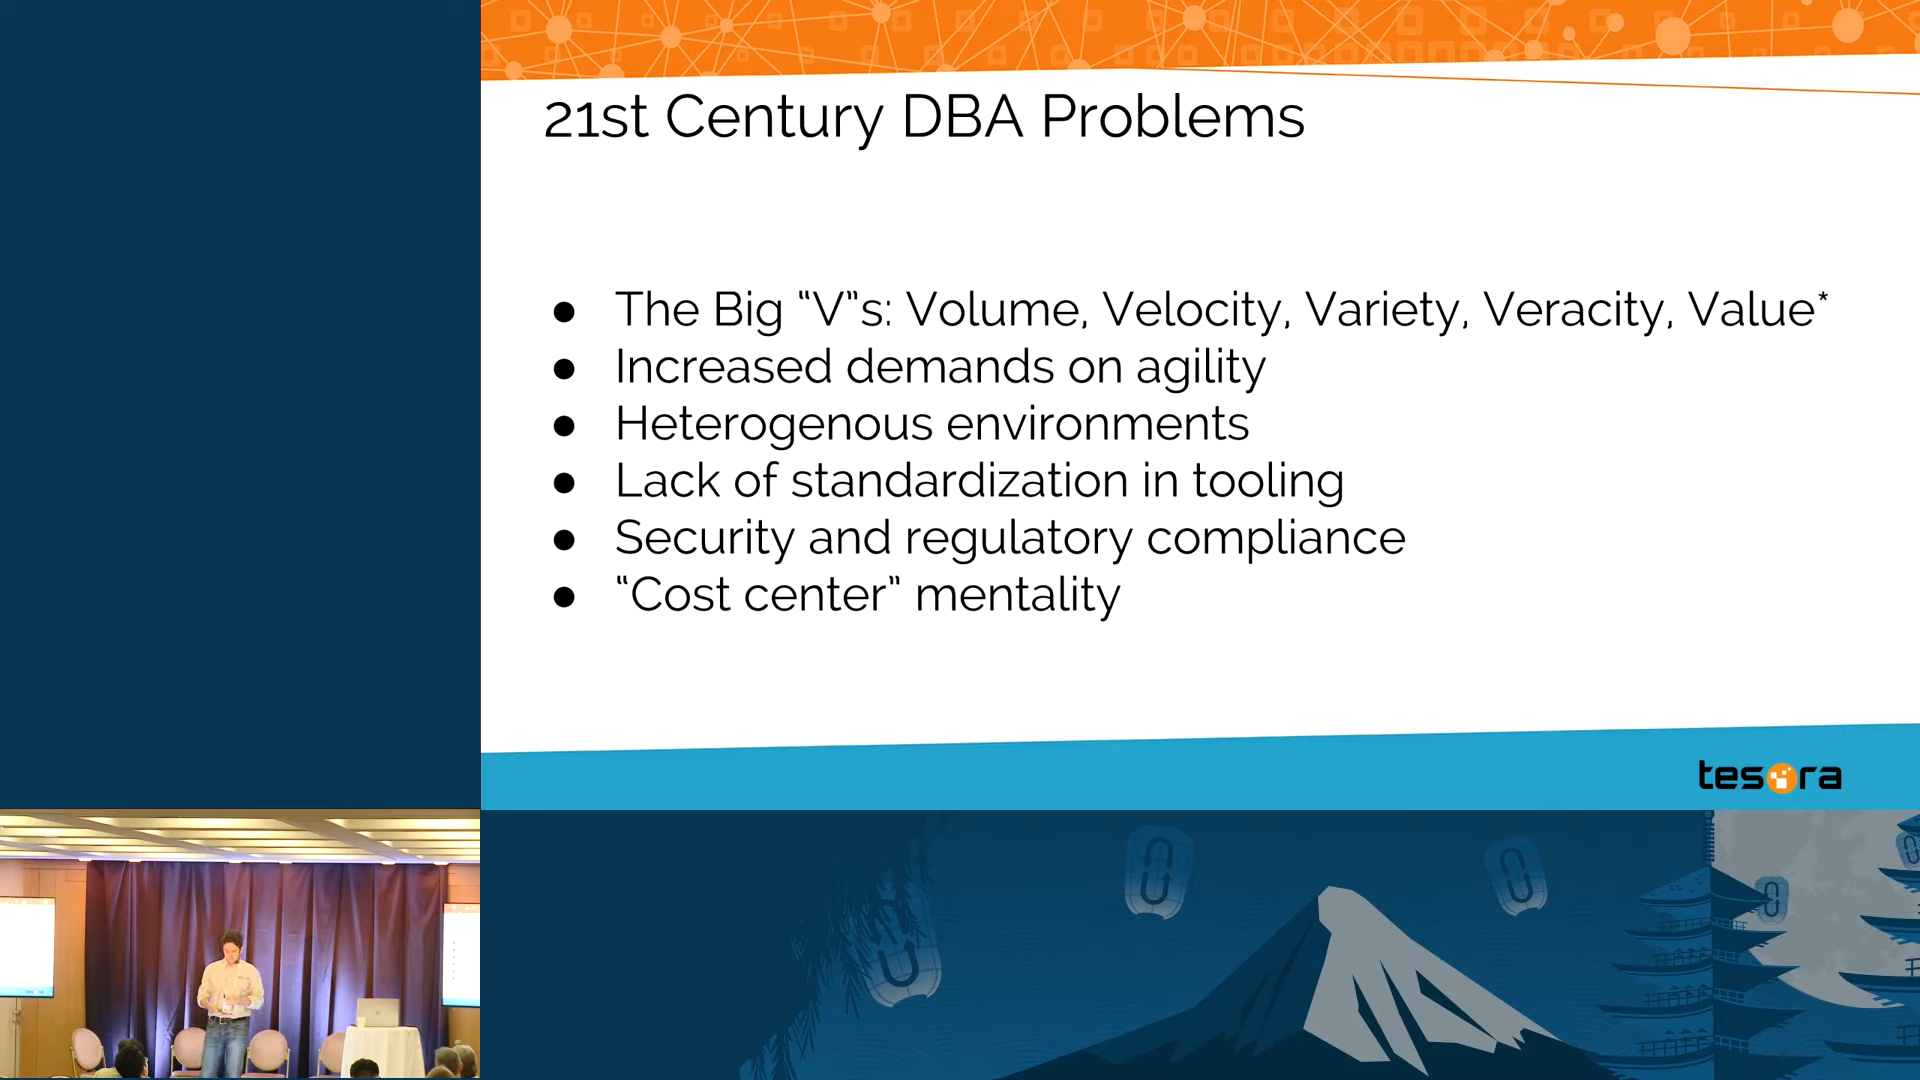 21st Century DBA Problems
● The Big “V”s: Volume, Velocity, Variety, Veracity, Value*
● Increased demands on agility
● Heterogenous environments
● Lack of standardization in tooling
● Security and regulatory compliance
● “Cost center” mentality
tesora